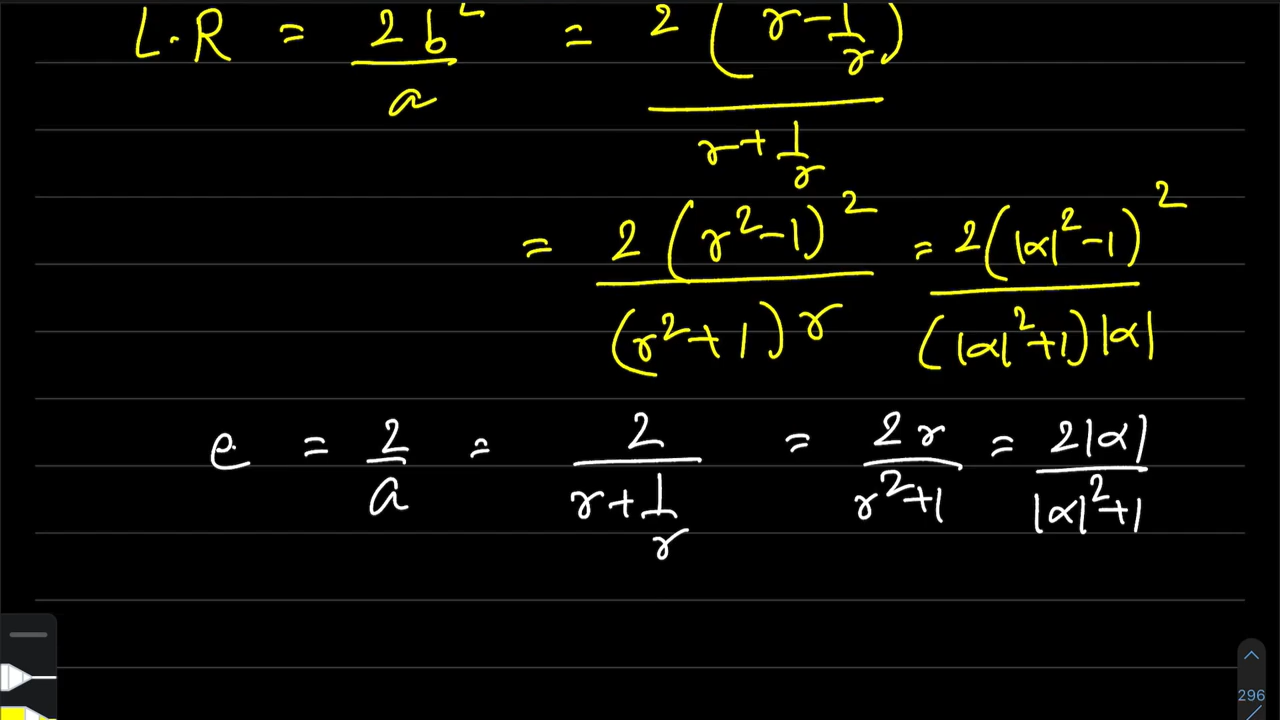 L.R = 2b² / a = 2(r - 1/r) / r + 1/r
= 2(r² - 1)² / (r² + 1)r = 2(|α|² - 1)² / (|α|² + 1)|α|
e = 2/a = 2 / r + 1/r = 2r / r² + 1 = 2|α| / |α|² + 1
296